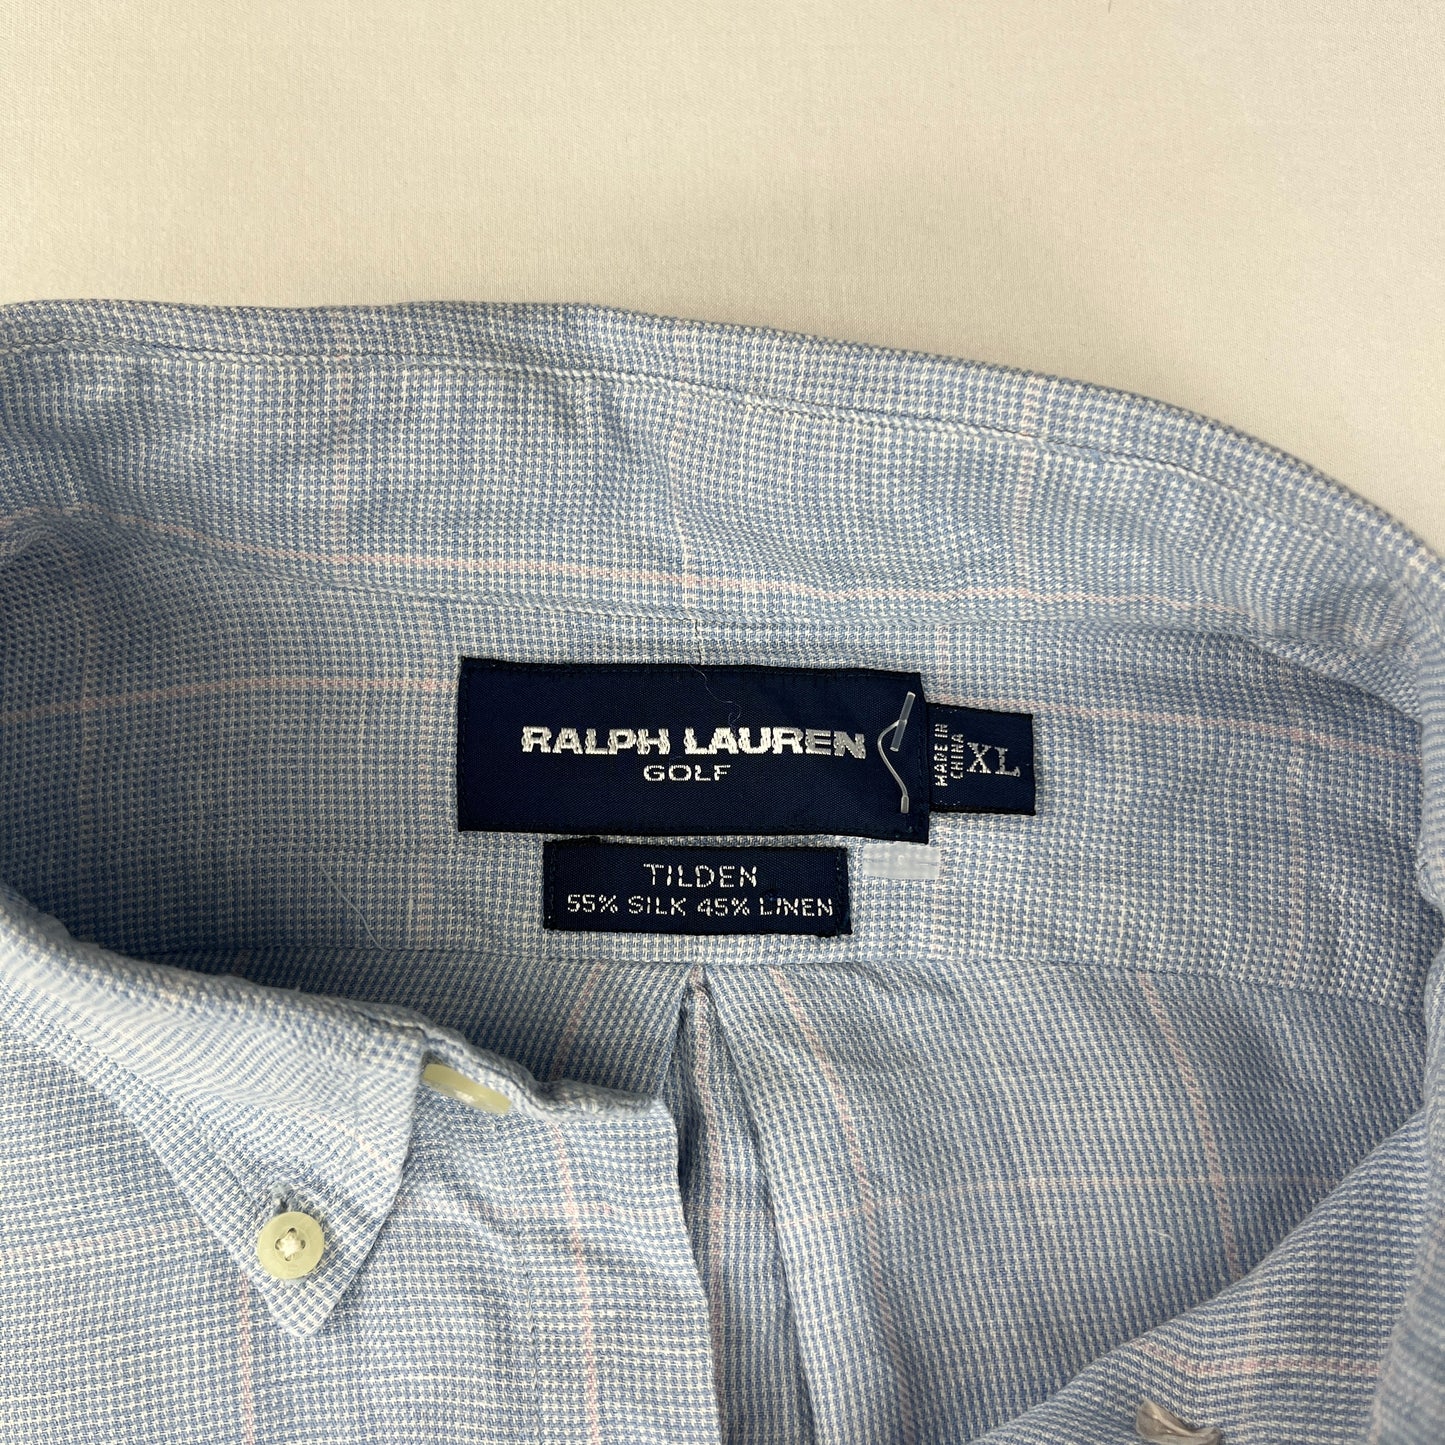 RALPH LAUREN
GOLF
MADE IN
CHINA
XL
TILDEN
55% SILK 45% LINEN